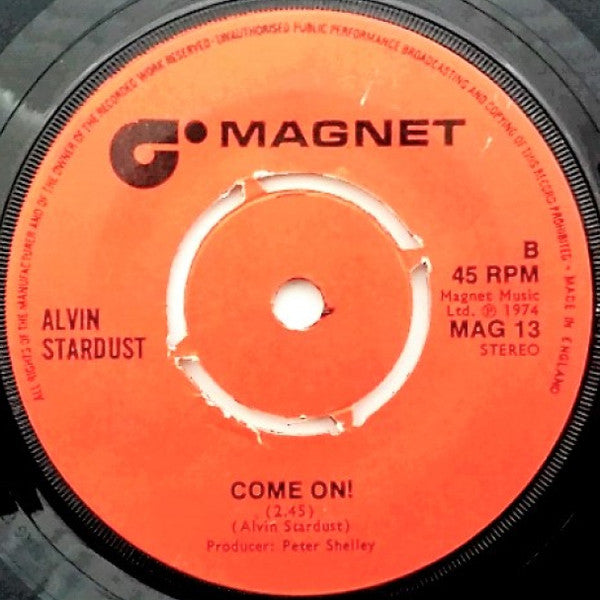 ALL RIGHTS OF THE MANUFACTURER AND OF THE OWNER OF THE RECORDED WORK RESERVED · UNAUTHORISED PUBLIC PERFORMANCE BROADCASTING AND COPYING OF THIS RECORD PROHIBITED · MADE IN ENGLAND
MAGNET
B
45 RPM
Magnet Music
Ltd. ℗ 1974
MAG 13
STEREO
ALVIN
STARDUST
COME ON!
(2.45)
(Alvin Stardust)
Producer: Peter Shelley